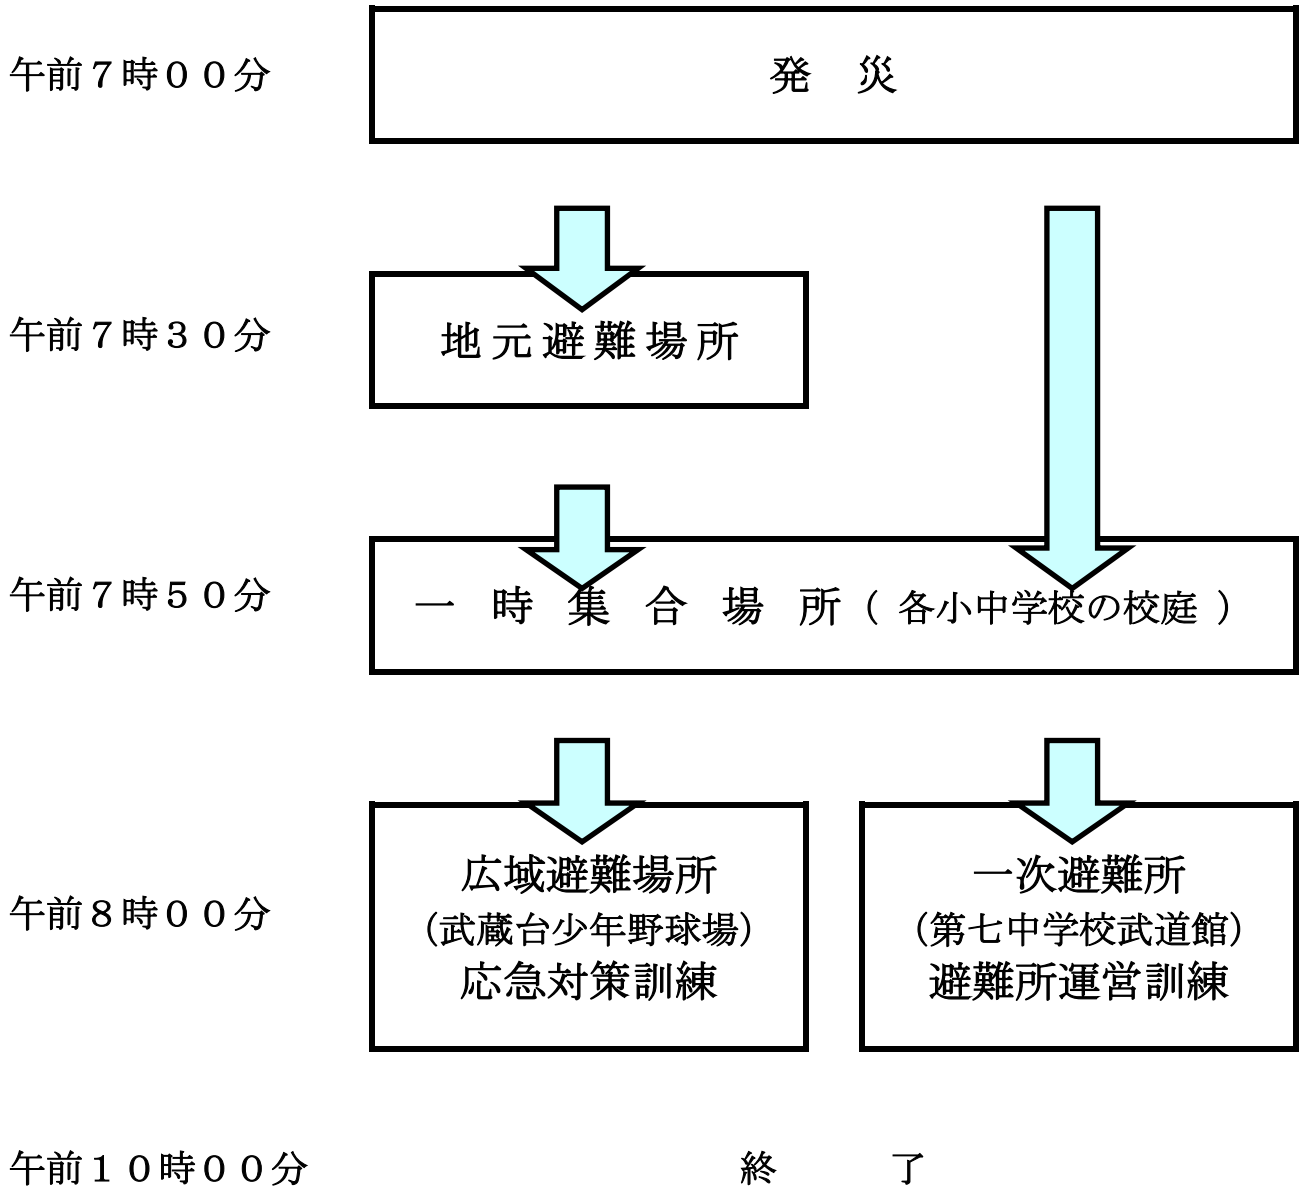 午前７時００分
発　災
午前７時３０分
地元避難場所
午前７時５０分
一　時　集　合　場　所（ 各小中学校の校庭 ）
午前８時００分
広域避難場所
（武蔵台少年野球場）
応急対策訓練
一次避難所
（第七中学校武道館）
避難所運営訓練
午前１０時００分
終　　　了